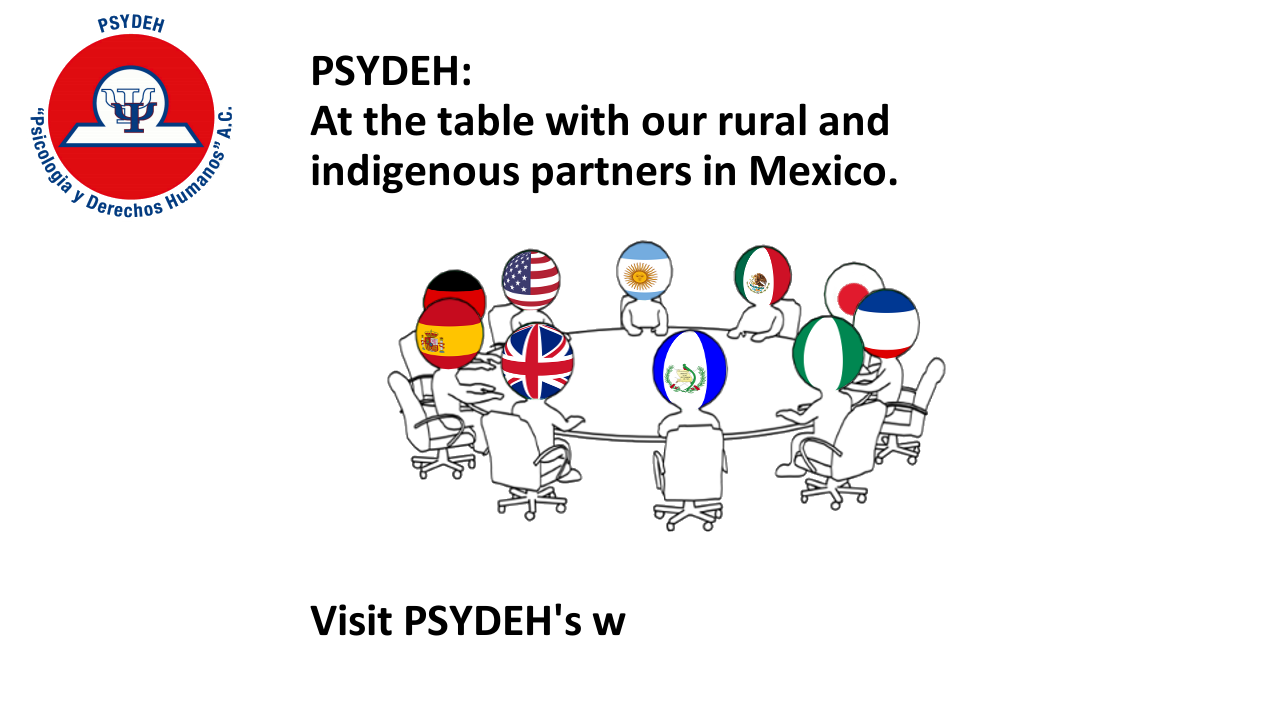 PSYDEH
"Psicología y Derechos Humanos" A.C.
PSYDEH:
At the table with our rural and
indigenous partners in Mexico.
Visit PSYDEH's w